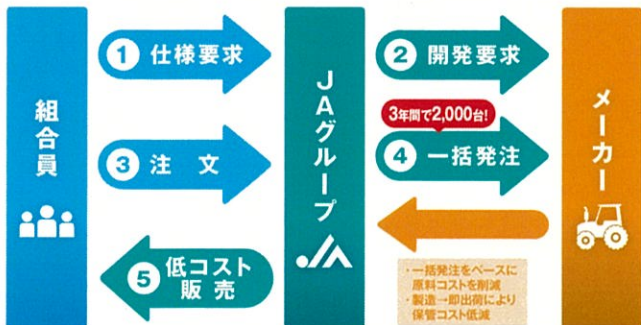 組合員
1 仕様要求
3 注文
5 低コスト
販売
JAグループ
2 開発要求
3年間で2,000台!
4 一括発注
・一括発注をベースに
原料コストを削減
・製造→即出荷により
保管コスト低減
メーカー